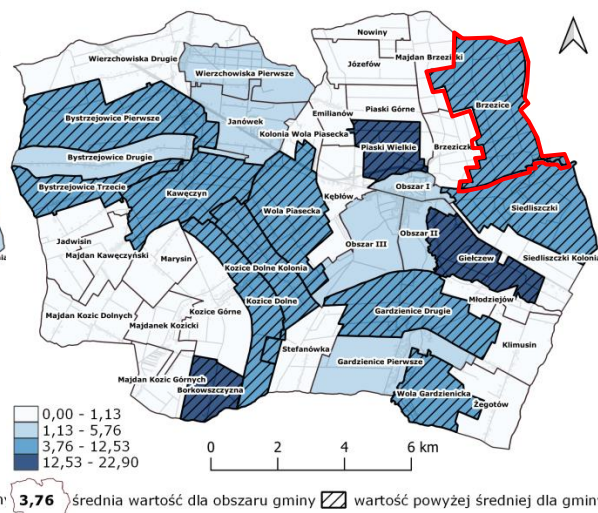 Nowiny
Wierzchowiska Drugie
Majdan Brzezicki
Józefów
Wierzchowiska Pierwsze
Brzezice
Piaski Górne
Emilianów
Bystrzejowice Pierwsze
Janówek
Kolonia Wola Piasecka
Piaski Wielkie
Brzeziczki
Bystrzejowice Drugie
Obszar I
Bystrzejowice Trzecie
Kawęczyn
Kębłów
Siedliszczki
Wola Piasecka
Obszar II
Jadwisin
Obszar III
Majdan Kawęczyński
Giełczew
Siedliszczki Kolonia
Marysin
Kozice Dolne Kolonia
Młodziejów
Kozice Dolne
Kozice Górne
Gardzienice Drugie
Majdan Kozic Dolnych
Majdanek Kozicki
Klimusin
Stefanówka
Gardzienice Pierwsze
Majdan Kozic Górnych
Borkowszczyzna
Wola Gardzienicka
Żegotów
0,00 - 1,13
1,13 - 5,76
3,76 - 12,53
12,53 - 22,90
0 2 4 6 km
3,76 średnia wartość dla obszaru gminy wartość powyżej średniej dla gminy